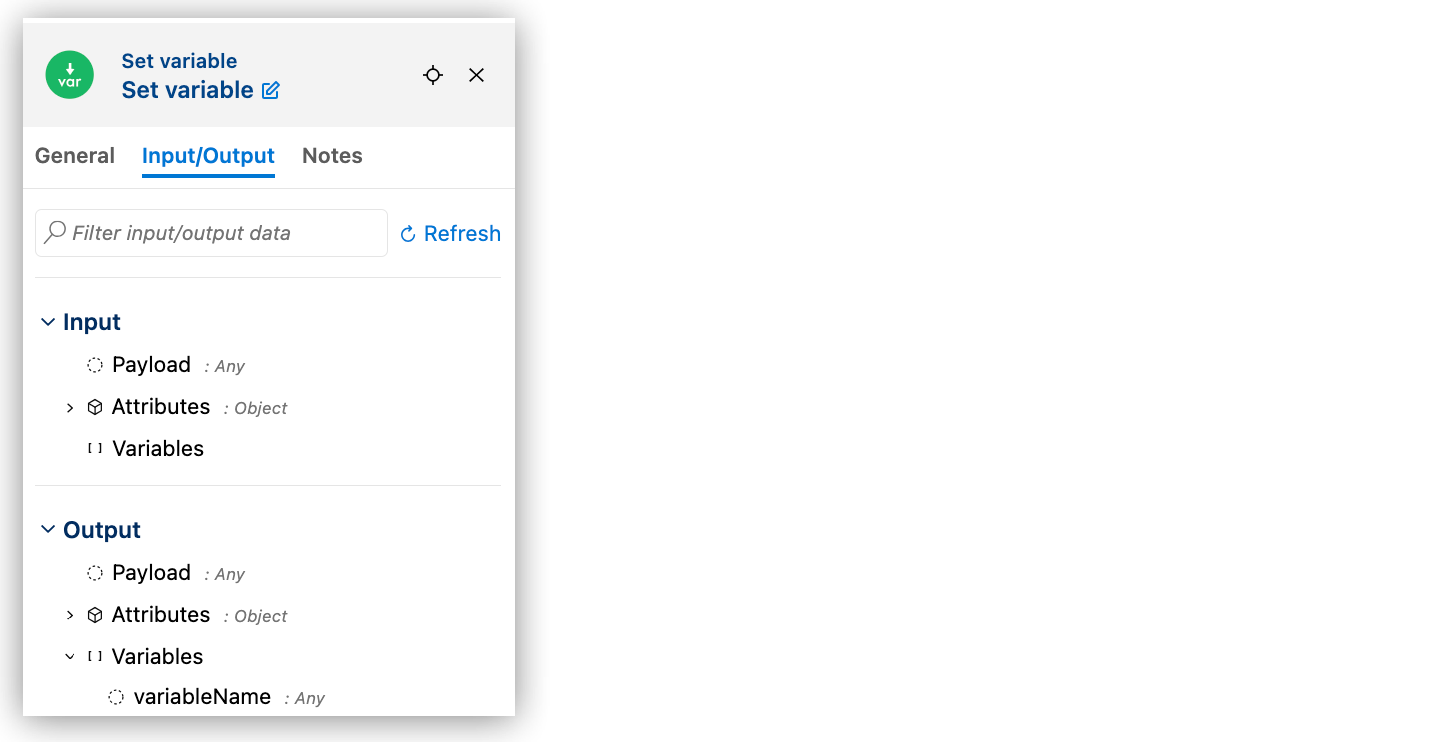 var
Set variable
Set variable
General Input/Output Notes
Filter input/output data Refresh
Input
Payload : Any
Attributes : Object
[ ] Variables
Output
Payload : Any
Attributes : Object
[ ] Variables
variableName : Any